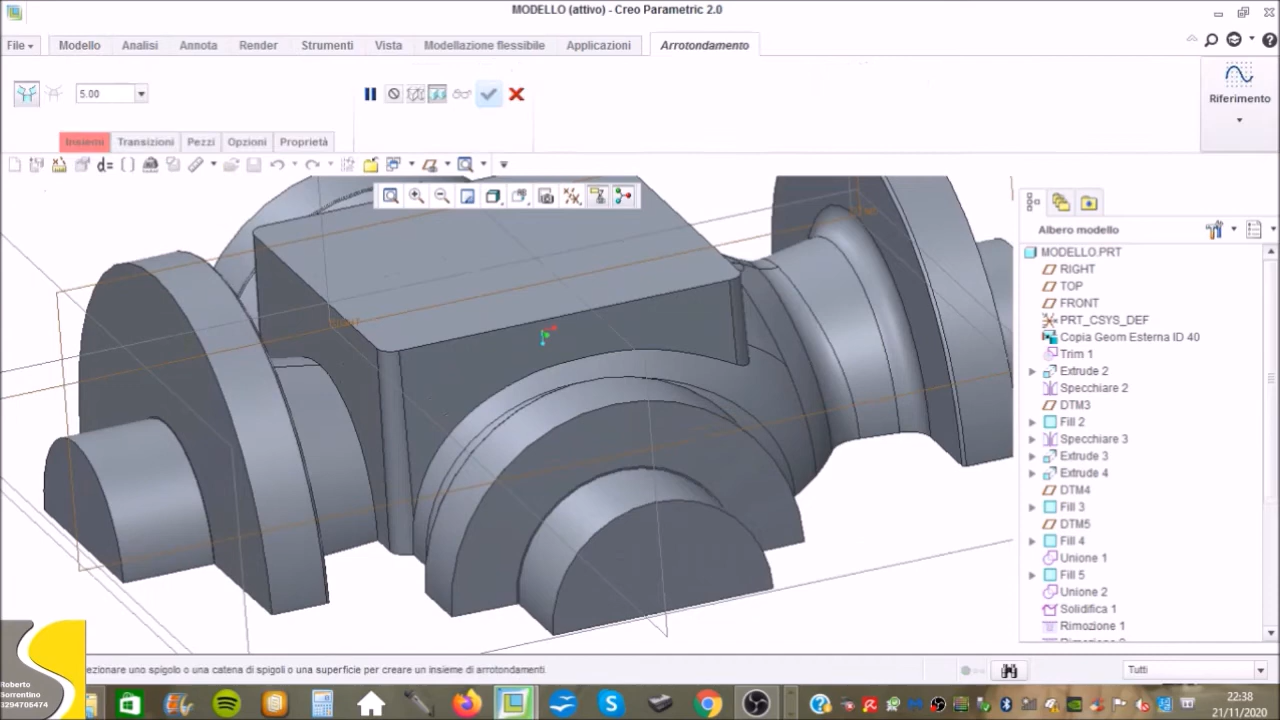 MODELLO (attivo) - Creo Parametric 2.0
File Modello Analisi Annota Render Strumenti Vista Modellazione flessibile Applicazioni Arrotondamento
5.00
Riferimento
Insiemi Transizioni Pezzi Opzioni Proprietà
Albero modello
MODELLO.PRT
RIGHT
TOP
FRONT
PRT_CSYS_DEF
Copia Geom Esterna ID 40
Trim 1
Extrude 2
Specchiare 2
DTM3
Fill 2
Specchiare 3
Extrude 3
Extrude 4
DTM4
Fill 3
DTM5
Fill 4
Unione 1
Fill 5
Unione 2
Solidifica 1
Rimozione 1
ezionare uno spigolo o una catena di spigoli o una superficie per creare un insieme di arrotondamenti.
Tutti
Roberto
Sorrentino
3294706474
22:38
21/11/2020